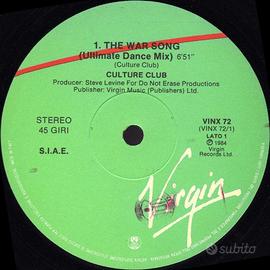 1. THE WAR SONG
(Ultimate Dance Mix) 6'51"
(Culture Club)
CULTURE CLUB
Producer: Steve Levine For Do Not Erase Productions
Publisher: Virgin Music (Publishers) Ltd.
STEREO
45 GIRI
S.I.A.E.
VINX 72
(VINX 72/1)
LATO 1
℗ 1984
Virgin
Records Ltd.
Virgin
subito